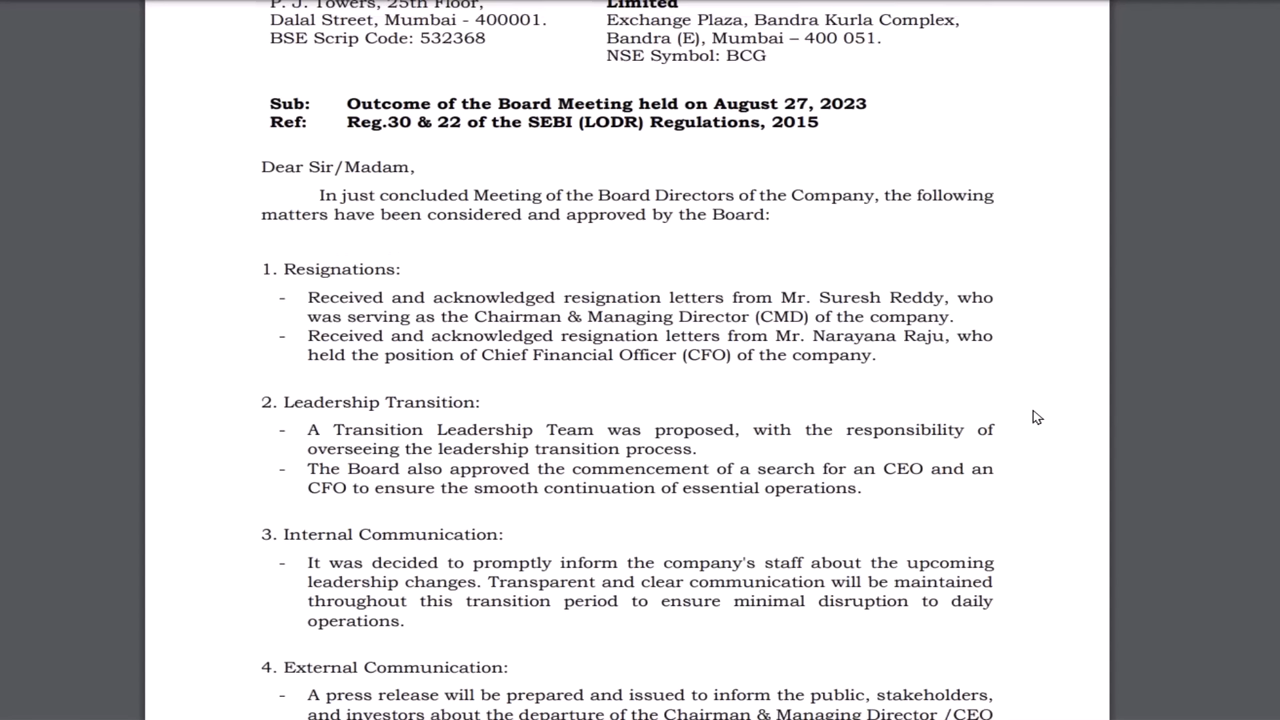 P. J. Towers, 25th Floor,
Dalal Street, Mumbai - 400001.
BSE Scrip Code: 532368
Limited
Exchange Plaza, Bandra Kurla Complex,
Bandra (E), Mumbai – 400 051.
NSE Symbol: BCG
Sub: Outcome of the Board Meeting held on August 27, 2023
Ref: Reg.30 & 22 of the SEBI (LODR) Regulations, 2015
Dear Sir/Madam,
In just concluded Meeting of the Board Directors of the Company, the following
matters have been considered and approved by the Board:
1. Resignations:
- Received and acknowledged resignation letters from Mr. Suresh Reddy, who
was serving as the Chairman & Managing Director (CMD) of the company.
- Received and acknowledged resignation letters from Mr. Narayana Raju, who
held the position of Chief Financial Officer (CFO) of the company.
2. Leadership Transition:
- A Transition Leadership Team was proposed, with the responsibility of
overseeing the leadership transition process.
- The Board also approved the commencement of a search for an CEO and an
CFO to ensure the smooth continuation of essential operations.
3. Internal Communication:
- It was decided to promptly inform the company's staff about the upcoming
leadership changes. Transparent and clear communication will be maintained
throughout this transition period to ensure minimal disruption to daily
operations.
4. External Communication:
- A press release will be prepared and issued to inform the public, stakeholders,
and investors about the departure of the Chairman & Managing Director /CEO